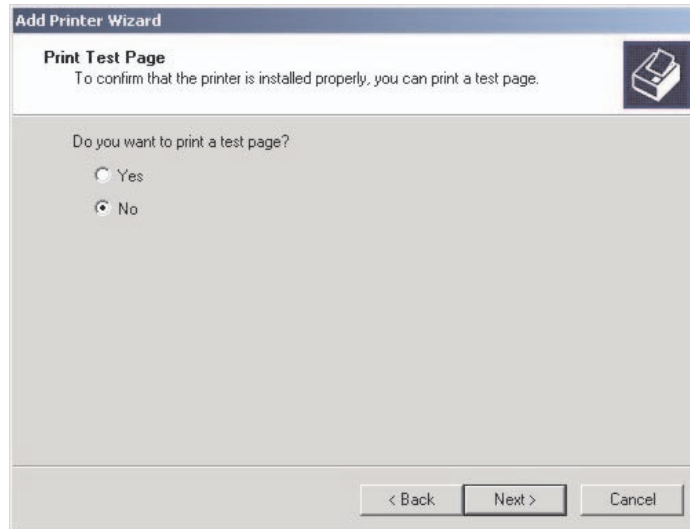 Add Printer Wizard
Print Test Page
To confirm that the printer is installed properly, you can print a test page.
Do you want to print a test page?
Yes
No
< Back
Next >
Cancel